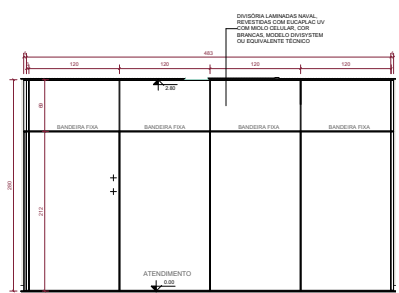 DIVISÓRIA LAMINADAS NAVAL,
REVESTIDAS COM EUCAPLAC UV
COM MIOLO CELULAR, COR
BRANCAS, MODELO DIVISYSTEM
OU EQUIVALENTE TÉCNICO
483
120 120 120 120
2.80
BANDEIRA FIXA BANDEIRA FIXA BANDEIRA FIXA BANDEIRA FIXA
280
212
ATENDIMENTO
0.00